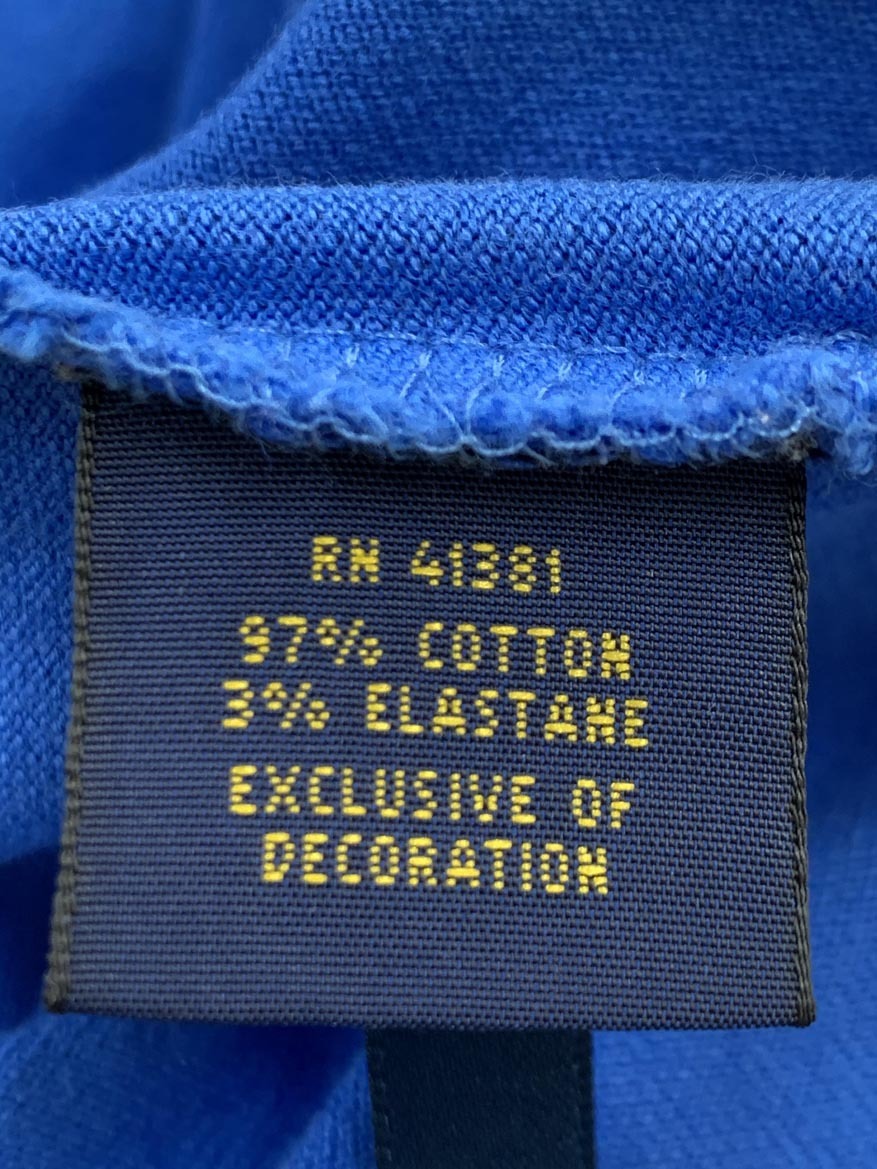 RN 41381
97% COTTON
3% ELASTANE
EXCLUSIVE OF
DECORATION